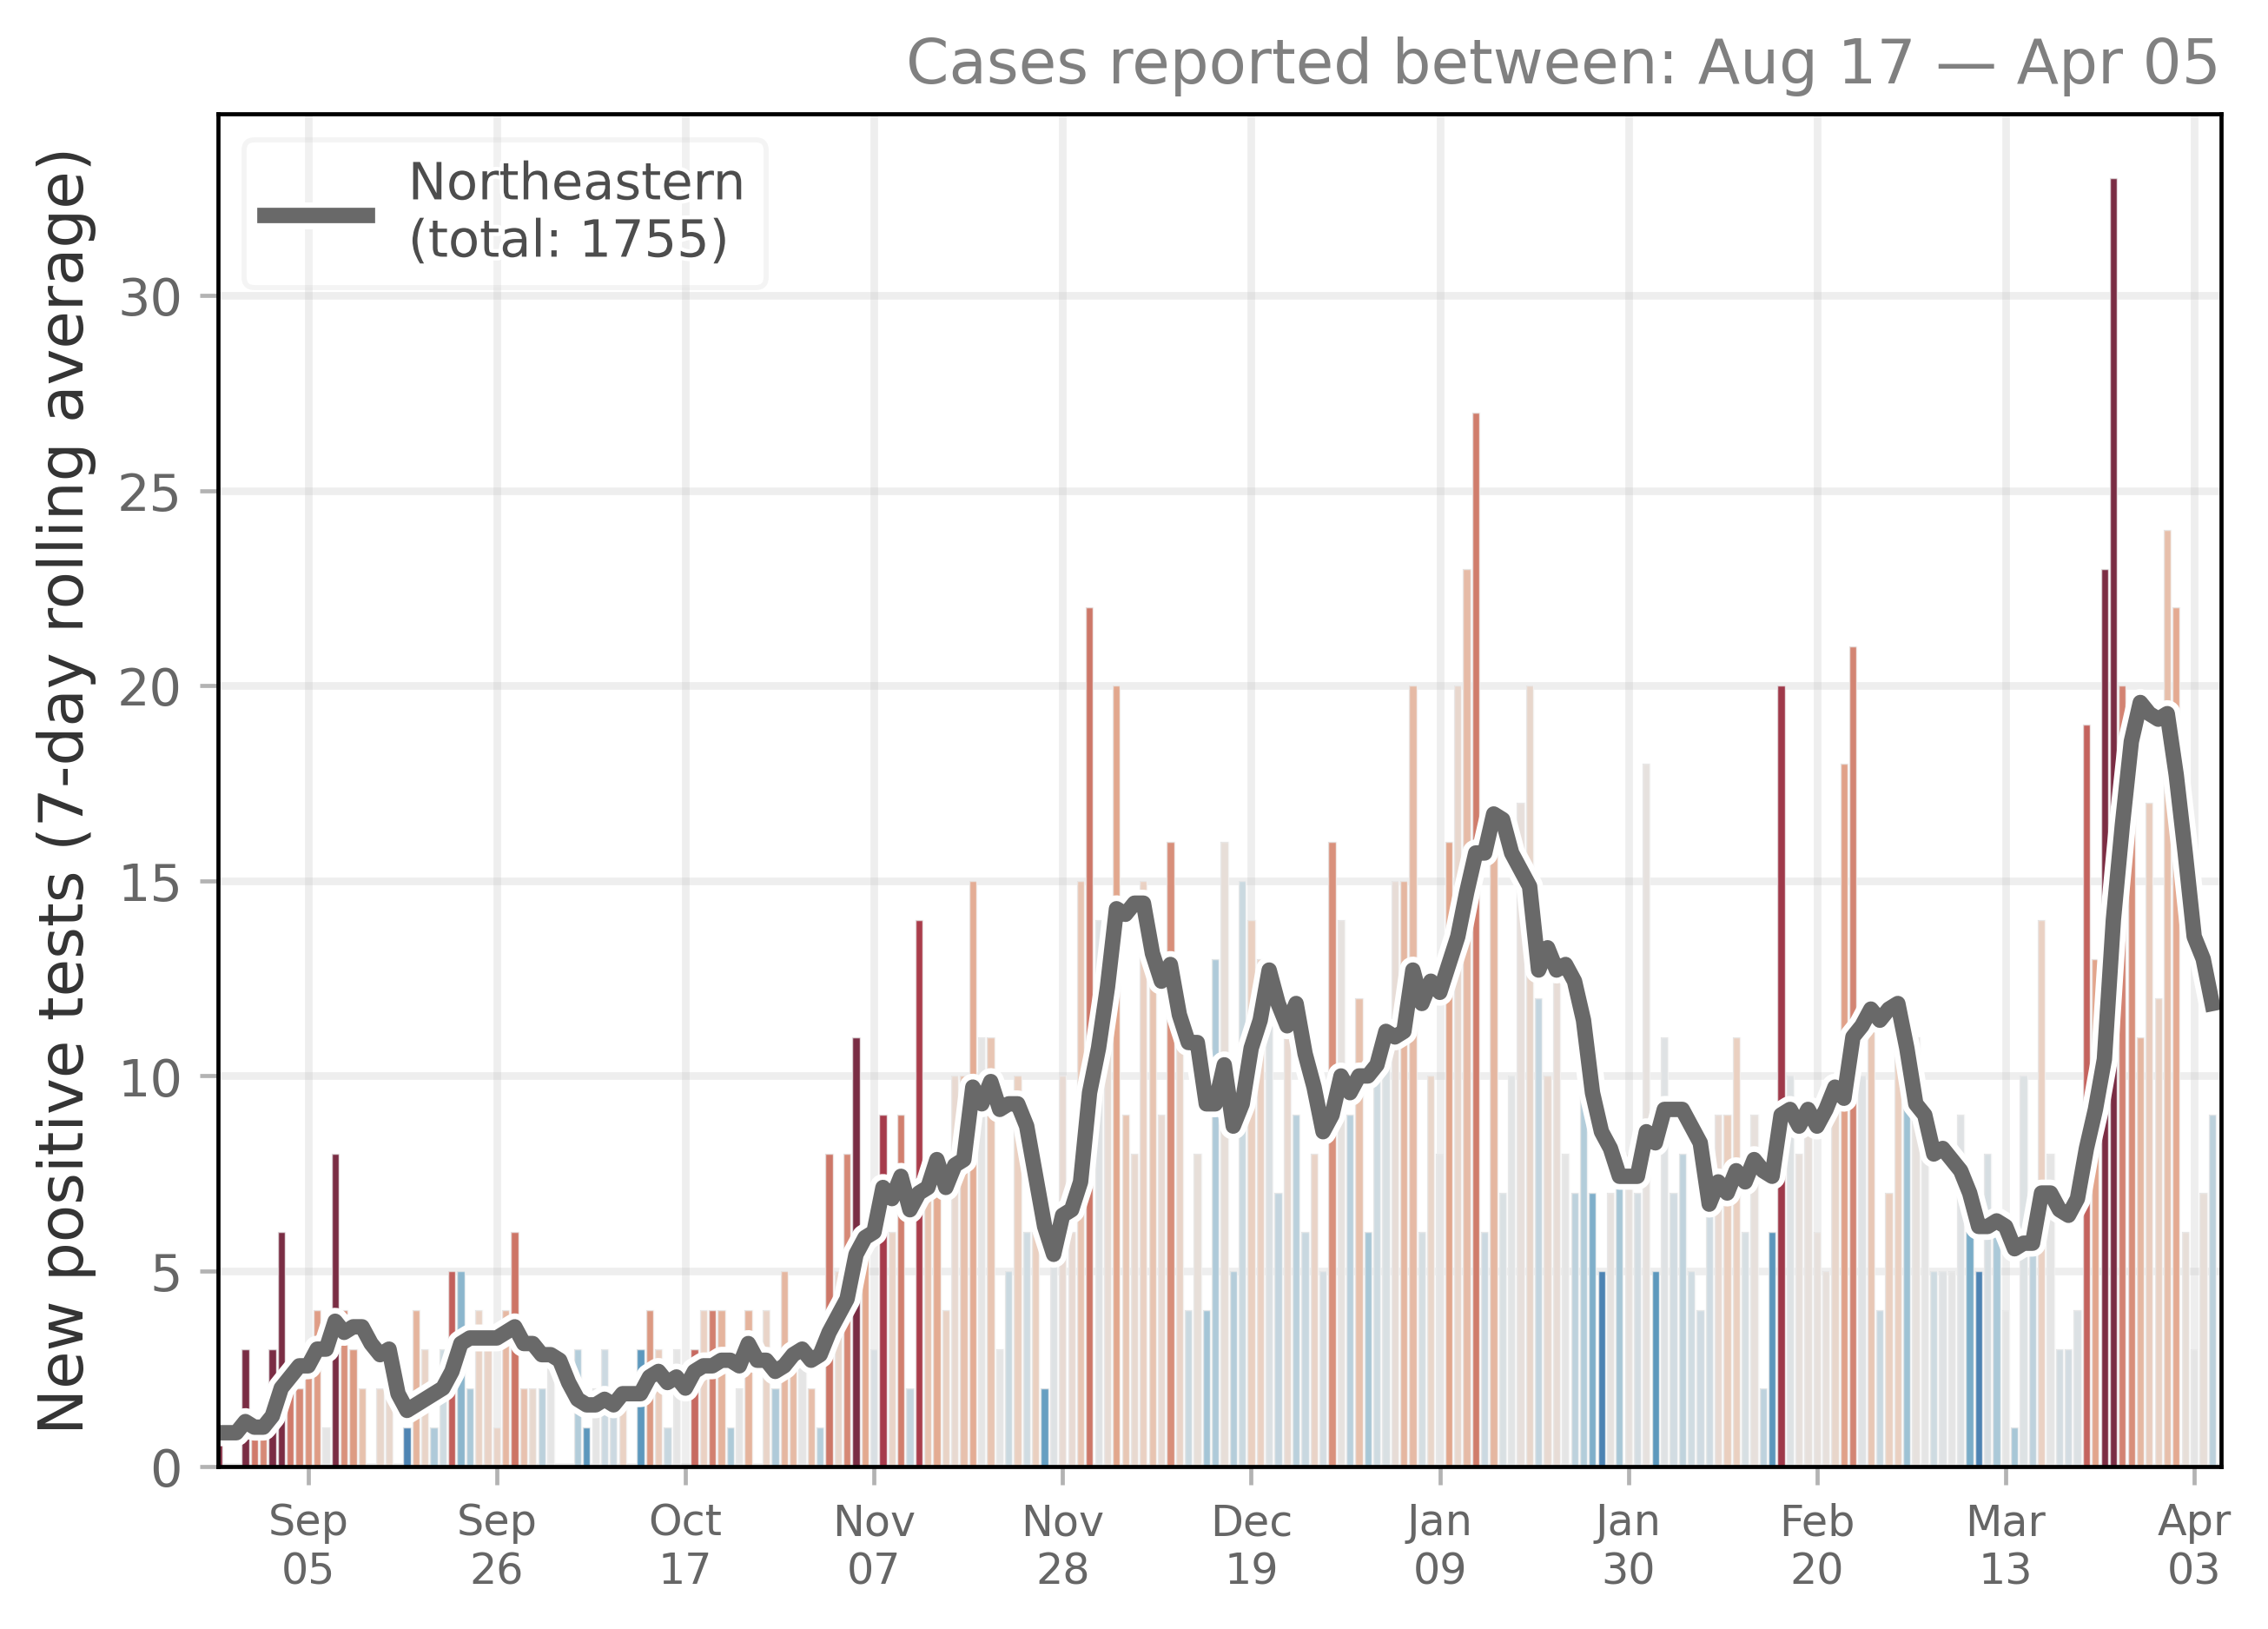 Cases reported between: Aug 17 — Apr 05
New positive tests (7-day rolling average)
Northeastern
(total: 1755)
30
25
20
15
10
5
0
Sep
05
Sep
26
Oct
17
Nov
07
Nov
28
Dec
19
Jan
09
Jan
30
Feb
20
Mar
13
Apr
03